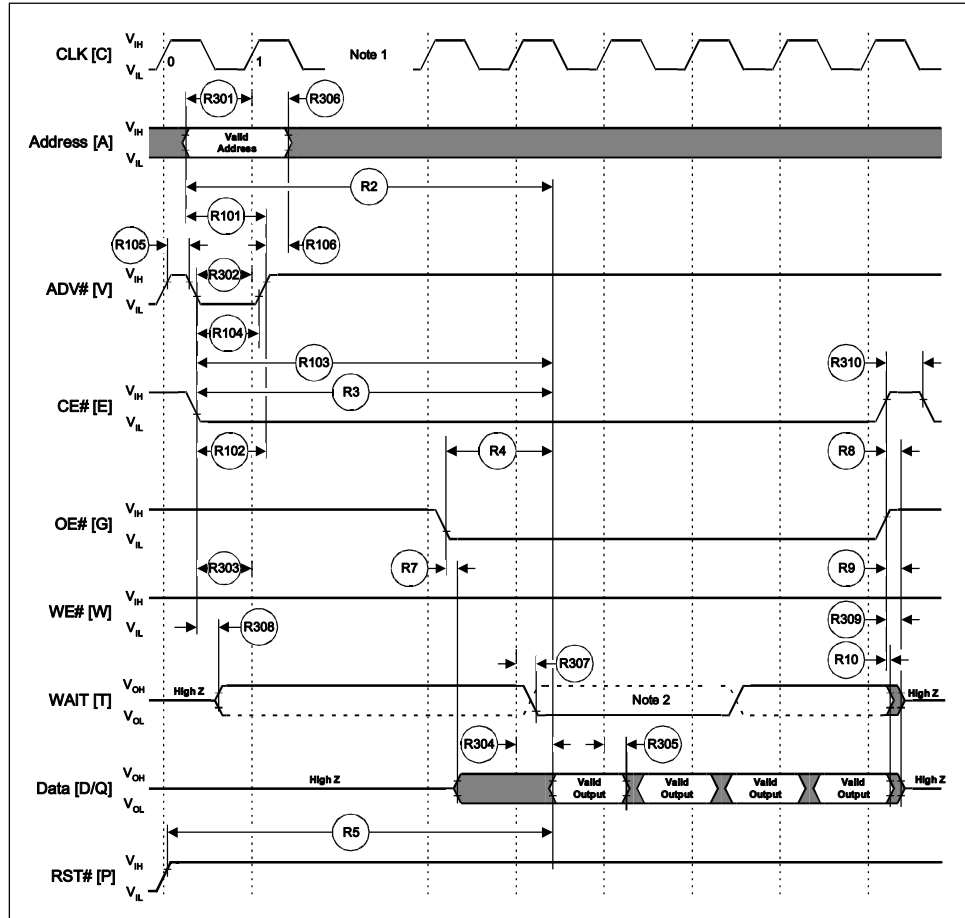 CLK [C] VIH VIL 0 1 Note 1
R301 R306
Address [A] VIH VIL Valid Address
R2
R101
R105 R106
R302
ADV# [V] VIH VIL
R104
R103
R310
R3
CE# [E] VIH VIL
R102 R4 R8
OE# [G] VIH VIL
R303 R7 R9
WE# [W] VIH VIL
R308 R309
R307 R10
WAIT [T] VOH VOL High Z Note 2 High Z
R304 R305
Data [D/Q] VOH VOL High Z Valid Output Valid Output Valid Output Valid Output High Z
R5
RST# [P] VIH VIL